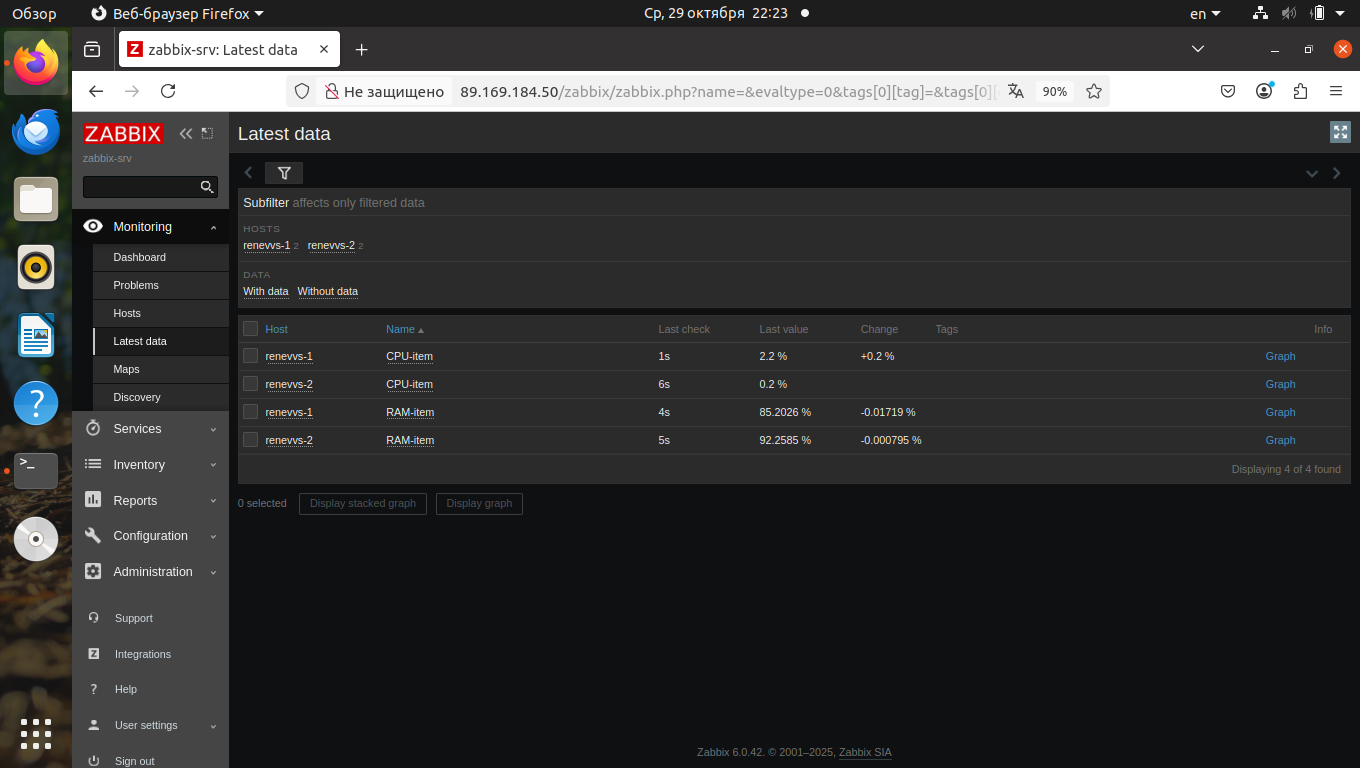 Обзор
Веб-браузер Firefox
Ср, 29 октября 22:23
en
Z
zabbix-srv: Latest data
Не защищено
89.169.184.50/zabbix/zabbix.php?name=&evaltype=0&tags[0][tag]=&tags[0][
90%
ZABBIX
zabbix-srv
Monitoring
Dashboard
Problems
Hosts
Latest data
Maps
Discovery
Services
Inventory
Reports
Configuration
Administration
Support
Integrations
Help
User settings
Sign out
Latest data
Subfilter affects only filtered data
HOSTS
renevvs-1 2 renevvs-2 2
DATA
With data Without data
Host Name Last check Last value Change Tags Info
renevvs-1 CPU-item 1s 2.2 % +0.2 % Graph
renevvs-2 CPU-item 6s 0.2 % Graph
renevvs-1 RAM-item 4s 85.2026 % -0.01719 % Graph
renevvs-2 RAM-item 5s 92.2585 % -0.000795 % Graph
Displaying 4 of 4 found
0 selected Display stacked graph Display graph
Zabbix 6.0.42. © 2001–2025, Zabbix SIA